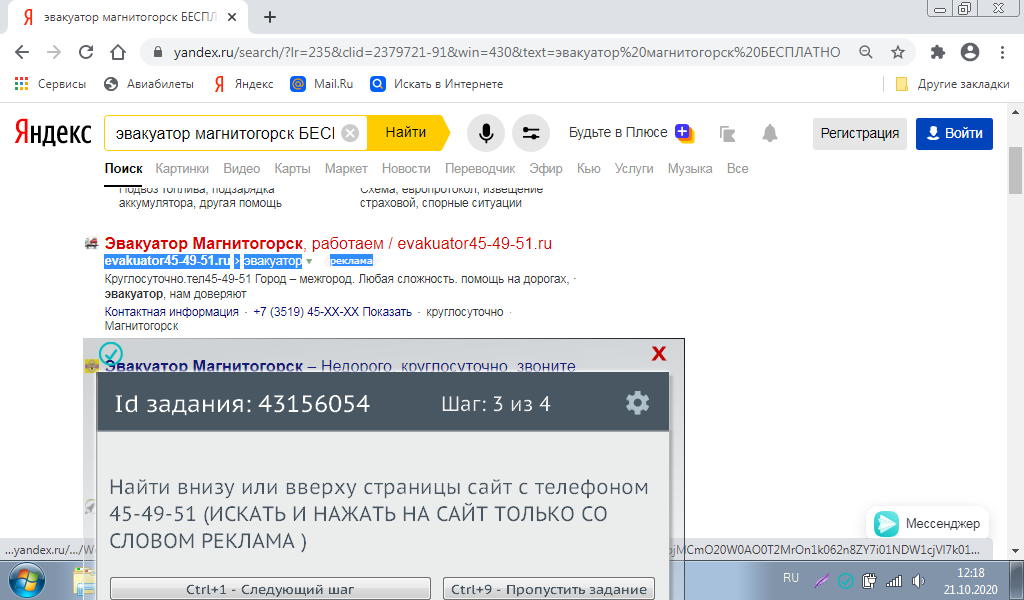 эвакуатор магнитогорск БЕСПЛ
yandex.ru/search/?lr=235&clid=2379721-91&win=430&text=эвакуатор%20магнитогорск%20БЕСПЛАТНО
Сервисы Авиабилеты Яндекс Mail.Ru Искать в Интернете Другие закладки
Яндекс эвакуатор магнитогорск БЕСІ Найти Будьте в Плюсе Регистрация Войти
Поиск Картинки Видео Карты Маркет Новости Переводчик Эфир Кью Услуги Музыка Все
Подвоз топлива, подзарядка Схема, европротокол, извещение
аккумулятора, другая помощь страховой, спорные ситуации
Эвакуатор Магнитогорск, работаем / evakuator45-49-51.ru
evakuator45-49-51.ru › эвакуатор реклама
Круглосуточно.тел45-49-51 Город – межгород. Любая сложность. помощь на дорогах, ·
эвакуатор, нам доверяют
Контактная информация · +7 (3519) 45-XX-XX Показать · круглосуточно ·
Магнитогорск
X
Эвакуатор Магнитогорск – Недорого, круглосуточно, звоните
Id задания: 43156054 Шаг: 3 из 4
Найти внизу или вверху страницы сайт с телефоном
45-49-51 (ИСКАТЬ И НАЖАТЬ НА САЙТ ТОЛЬКО СО
СЛОВОМ РЕКЛАМА )
Мессенджер
Ctrl+1 - Следующий шаг Ctrl+9 - Пропустить задание
RU 12:18
21.10.2020